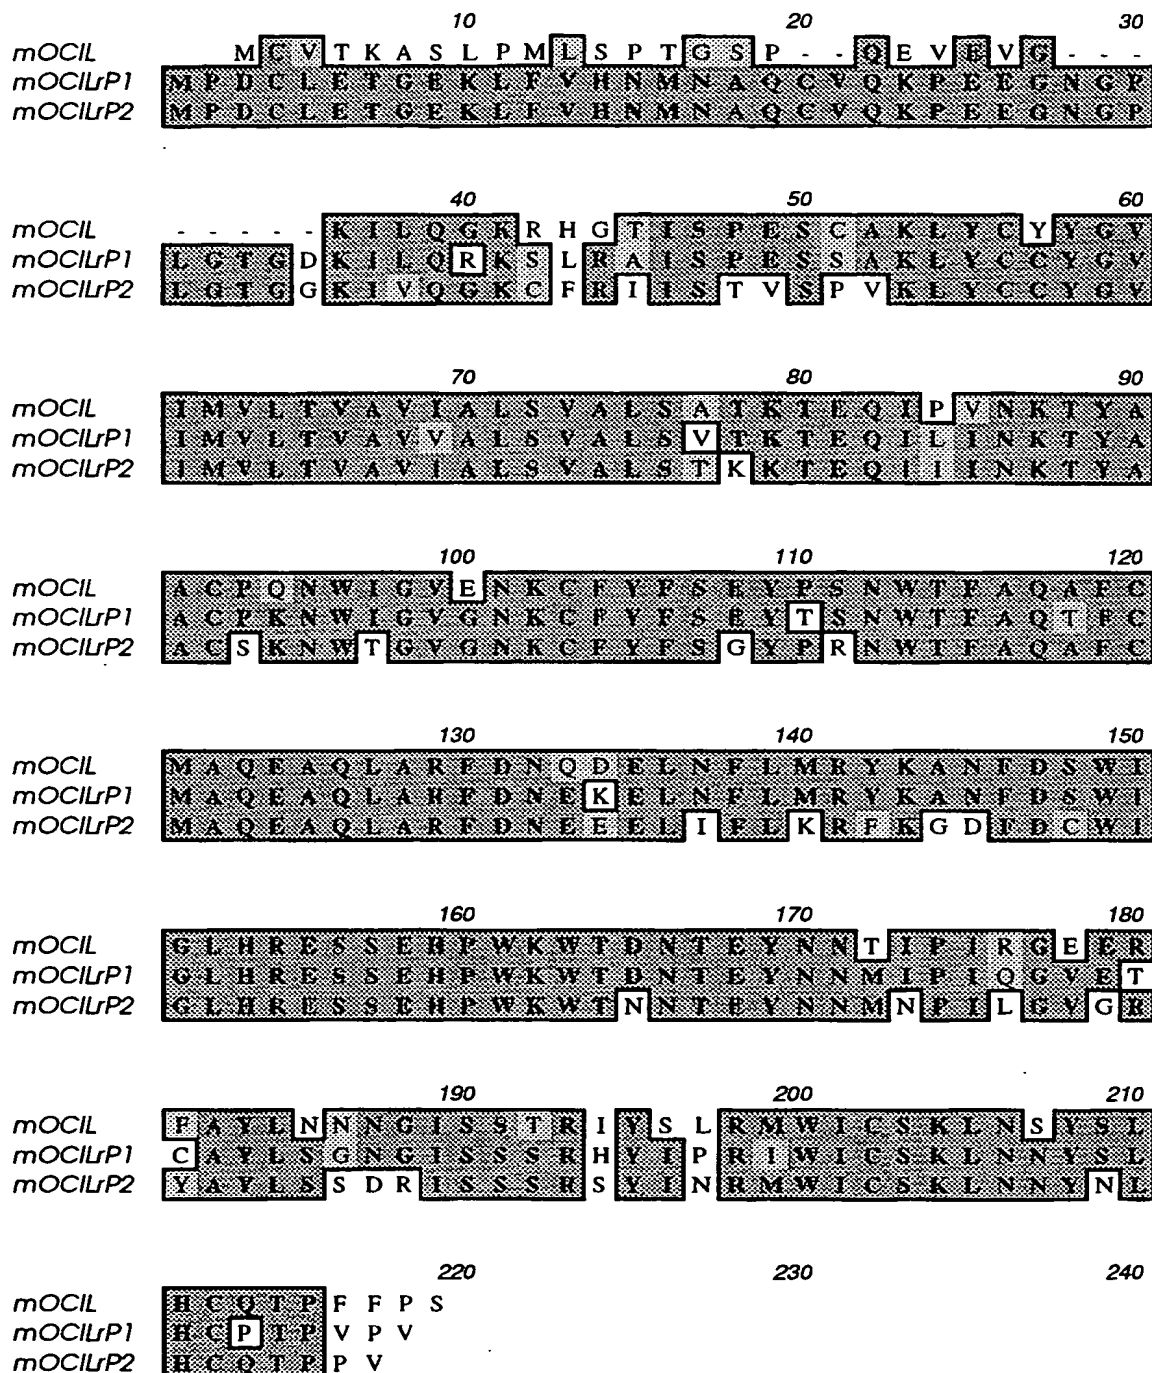 10 20 30
mOCIL M C V T K A S L P M L S P T G S P - - Q E V E V G - - -
mOCILrP1 M P D C L E T G E K L F V H N M N A Q C V Q K P E E G N G P
mOCILrP2 M P D C L E T G E K L F V H N M N A Q C V Q K P E E G N G P
40 50 60
mOCIL - - - - - K I L Q G K R H G T I S P E S C A K L Y C Y Y G V
mOCILrP1 L G T G D K I L Q R K S L R A I S P E S S A K L Y C C Y G V
mOCILrP2 L G T G G K I V Q G K C F R I I S T V S P V K L Y C C Y G V
70 80 90
mOCIL I M V L T V A V I A L S V A L S A T K T E Q I P V N K T Y A
mOCILrP1 I M V L T V A V V A L S V A L S V T K T E Q I L I N K T Y A
mOCILrP2 I M V L T V A V I A L S V A L S T K K T E Q I I I N K T Y A
100 110 120
mOCIL A C P Q N W I G V E N K C F Y F S E Y P S N W T F A Q A F C
mOCILrP1 A C P K N W I G V G N K C F Y F S E Y T S N W T F A Q T F C
mOCILrP2 A C S K N W T G V G N K C F Y F S G Y P R N W T F A Q A F C
130 140 150
mOCIL M A Q E A Q L A R F D N Q D E L N F L M R Y K A N F D S W I
mOCILrP1 M A Q E A Q L A R F D N E K E L N F L M R Y K A N F D S W I
mOCILrP2 M A Q E A Q L A R F D N E E E L I F L K R F K G D F D C W I
160 170 180
mOCIL G L H R E S S E H P W K W T D N T E Y N N T I P I R G E E R
mOCILrP1 G L H R E S S E H P W K W T D N T E Y N N M I P I Q G V E T
mOCILrP2 G L H R E S S E H P W K W T N N T E Y N N M N P I L G V G R
190 200 210
mOCIL F A Y L N N N G I S S T R I Y S L R M W I C S K L N S Y S L
mOCILrP1 C A Y L S G N G I S S S R H Y I P R I W I C S K L N N Y S L
mOCILrP2 Y A Y L S S D R I S S S R S Y I N R M W I C S K L N N Y N L
220 230 240
mOCIL H C Q T P F F P S
mOCILrP1 H C P T P V P V
mOCILrP2 H C Q T P P V